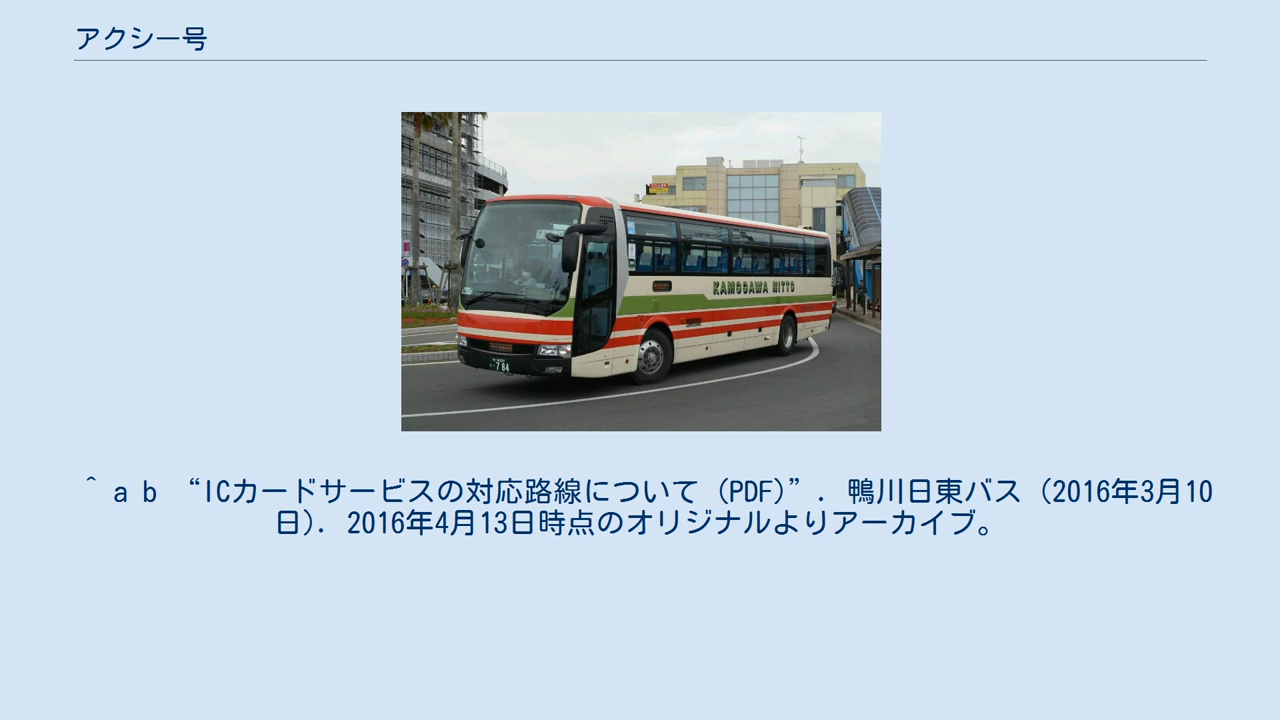 アクシー号
KAMOGAWA NITTO
・784
^ a b “ICカードサービスの対応路線について (PDF)”. 鴨川日東バス (2016年3月10
日). 2016年4月13日時点のオリジナルよりアーカイブ。